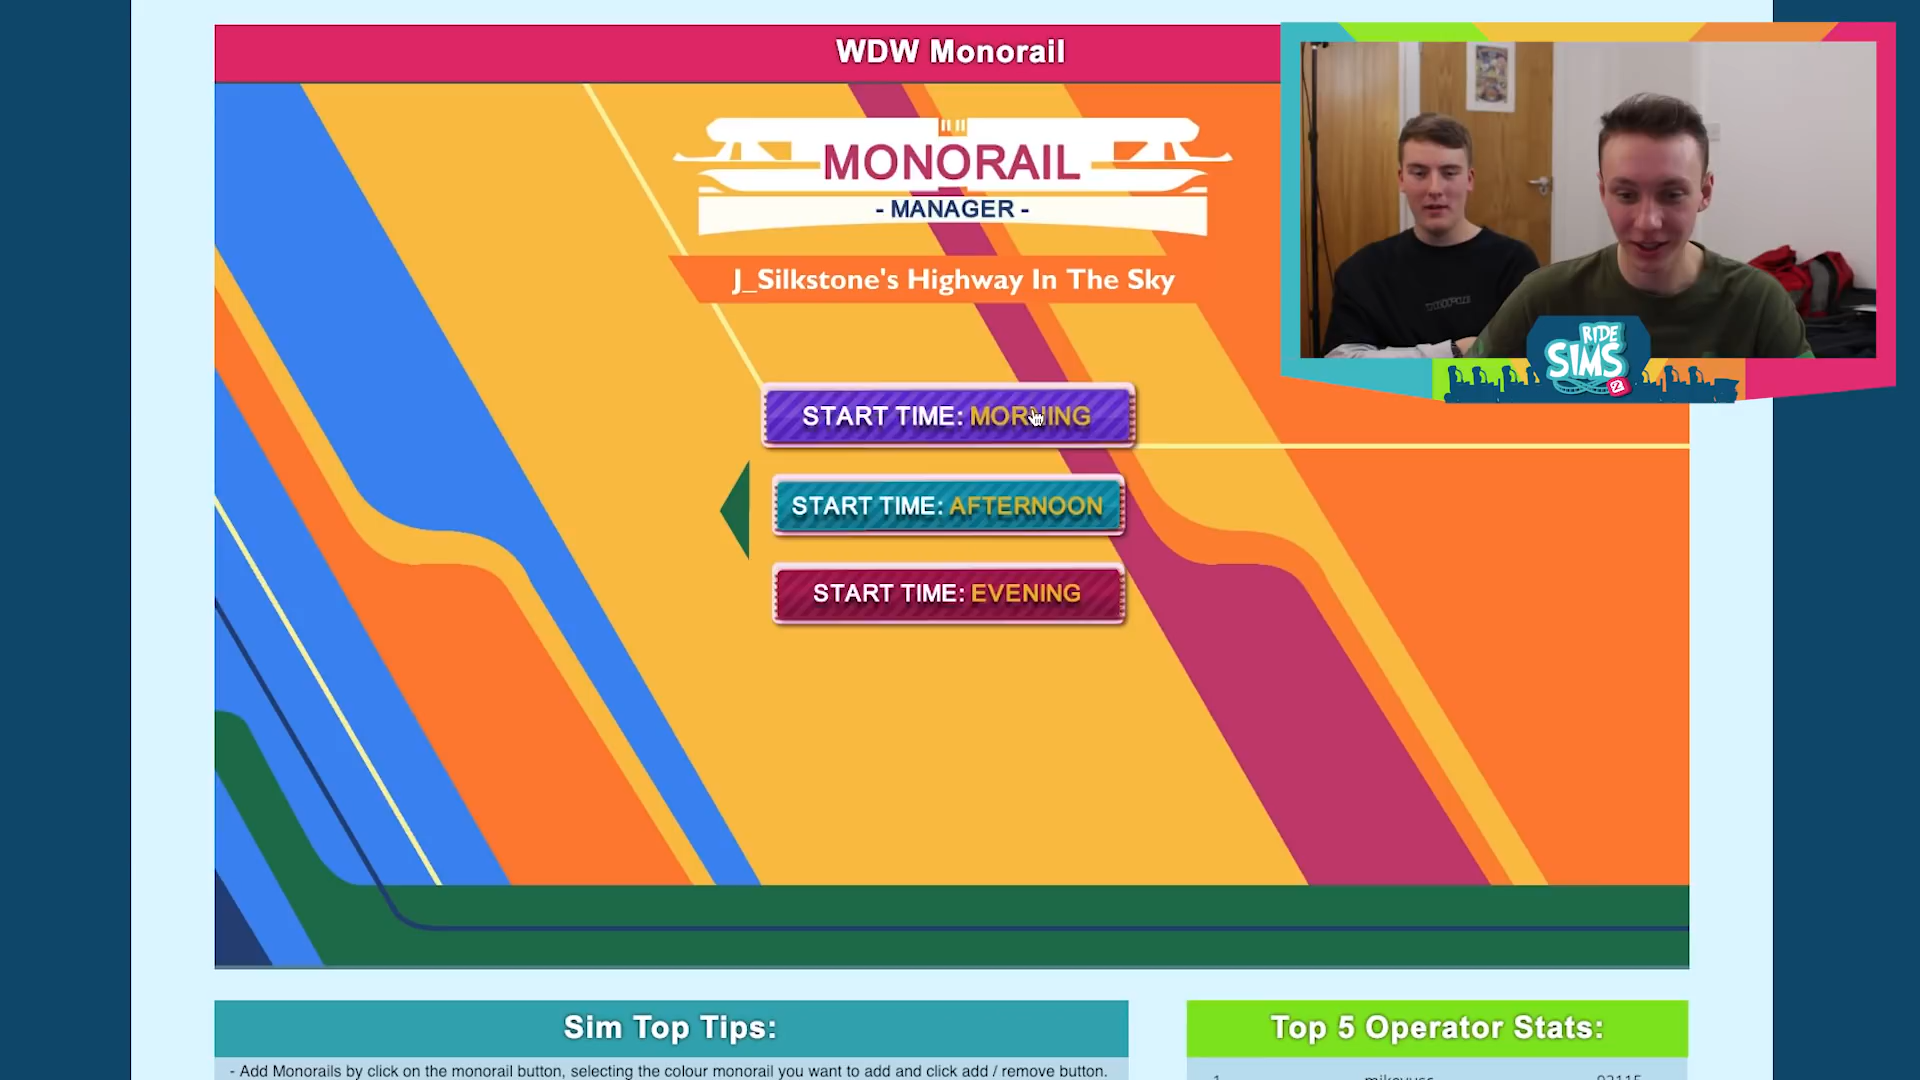 WDW Monorail
MONORAIL
- MANAGER -
J_Silkstone's Highway In The Sky
START TIME: MORNING
START TIME: AFTERNOON
START TIME: EVENING
RIDE
SIMS
Sim Top Tips:
- Add Monorails by click on the monorail button, selecting the colour monorail you want to add and click add / remove button.
Top 5 Operator Stats: